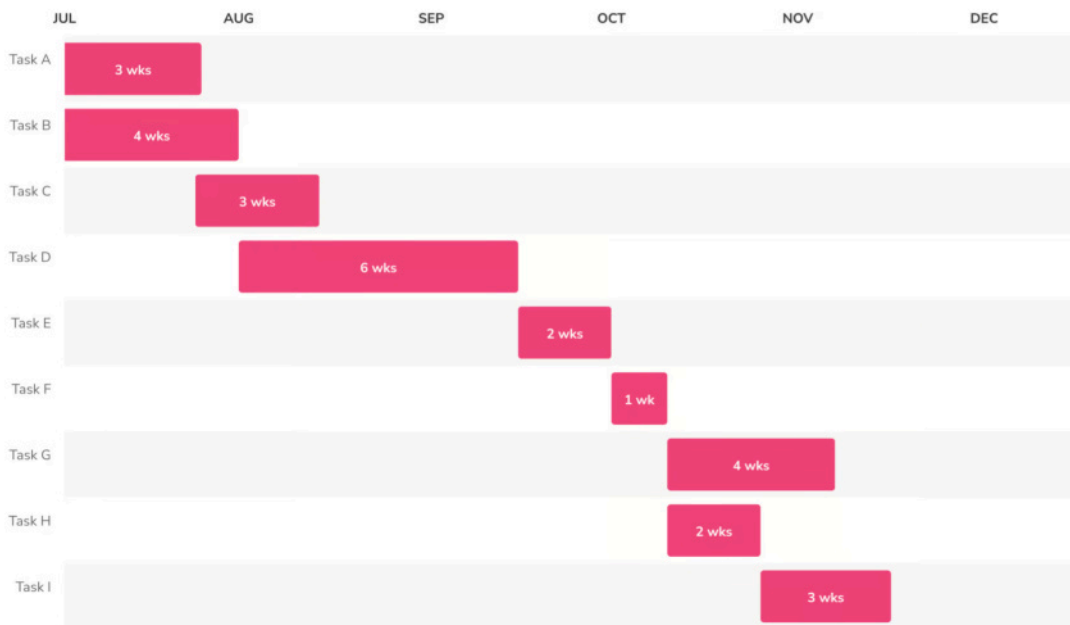 JUL AUG SEP OCT NOV DEC
Task A 3 wks
Task B 4 wks
Task C 3 wks
Task D 6 wks
Task E 2 wks
Task F 1 wk
Task G 4 wks
Task H 2 wks
Task I 3 wks